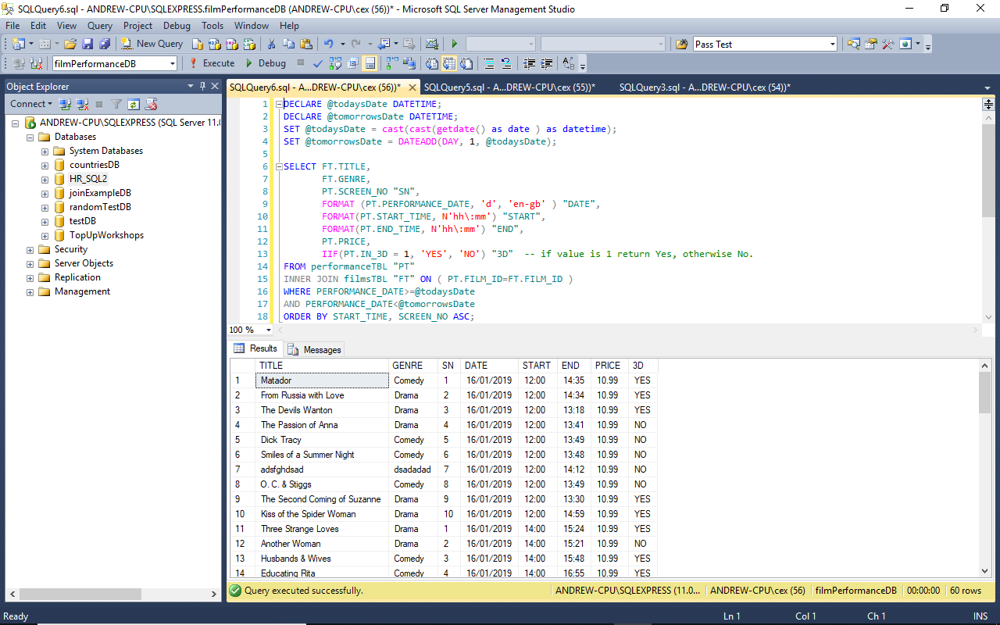 SQLQuery6.sql - ANDREW-CPU\SQLEXPRESS.filmPerformanceDB (ANDREW-CPU\cex (56))* - Microsoft SQL Server Management Studio
File Edit View Query Project Debug Tools Window Help
New Query Pass Test
filmPerformanceDB Execute Debug
Object Explorer
Connect
ANDREW-CPU\SQLEXPRESS (SQL Server 11.0
Databases
System Databases
countriesDB
HR_SQL2
joinExampleDB
randomTestDB
testDB
TopUpWorkshops
Security
Server Objects
Replication
Management
SQLQuery6.sql - A...DREW-CPU\cex (56))* SQLQuery5.sql - A...DREW-CPU\cex (55))* SQLQuery3.sql - A...DREW-CPU\cex (54))*
1 DECLARE @todaysDate DATETIME;
2 DECLARE @tomorrowsDate DATETIME;
3 SET @todaysDate = cast(cast(getdate() as date ) as datetime);
4 SET @tomorrowsDate = DATEADD(DAY, 1, @todaysDate);
5
6 SELECT FT.TITLE,
7 FT.GENRE,
8 PT.SCREEN_NO "SN",
9 FORMAT (PT.PERFORMANCE_DATE, 'd', 'en-gb' ) "DATE",
10 FORMAT(PT.START_TIME, N'hh\:mm') "START",
11 FORMAT(PT.END_TIME, N'hh\:mm') "END",
12 PT.PRICE,
13 IIF(PT.IN_3D = 1, 'YES', 'NO') "3D" -- if value is 1 return Yes, otherwise No.
14 FROM performanceTBL "PT"
15 INNER JOIN filmsTBL "FT" ON ( PT.FILM_ID=FT.FILM_ID )
16 WHERE PERFORMANCE_DATE>=@todaysDate
17 AND PERFORMANCE_DATE<@tomorrowsDate
18 ORDER BY START_TIME, SCREEN_NO ASC;
100 %
Results Messages
TITLE GENRE SN DATE START END PRICE 3D
1 Matador Comedy 1 16/01/2019 12:00 14:35 10.99 YES
2 From Russia with Love Drama 2 16/01/2019 12:00 14:34 10.99 YES
3 The Devils Wanton Drama 3 16/01/2019 12:00 13:18 10.99 YES
4 The Passion of Anna Drama 4 16/01/2019 12:00 13:41 10.99 NO
5 Dick Tracy Comedy 5 16/01/2019 12:00 13:49 10.99 NO
6 Smiles of a Summer Night Comedy 6 16/01/2019 12:00 13:48 10.99 NO
7 adsfghdsad dsadadad 7 16/01/2019 12:00 14:12 10.99 NO
8 O. C. & Stiggs Comedy 8 16/01/2019 12:00 13:49 10.99 NO
9 The Second Coming of Suzanne Drama 9 16/01/2019 12:00 13:30 10.99 YES
10 Kiss of the Spider Woman Drama 10 16/01/2019 12:00 14:59 10.99 YES
11 Three Strange Loves Drama 1 16/01/2019 14:00 15:24 10.99 YES
12 Another Woman Drama 2 16/01/2019 14:00 15:21 10.99 NO
13 Husbands & Wives Comedy 3 16/01/2019 14:00 15:48 10.99 YES
14 Educating Rita Comedy 4 16/01/2019 14:00 16:55 10.99 YES
Query executed successfully. ANDREW-CPU\SQLEXPRESS (11.0... ANDREW-CPU\cex (56) filmPerformanceDB 00:00:00 60 rows
Ready Ln 1 Col 1 Ch 1 INS